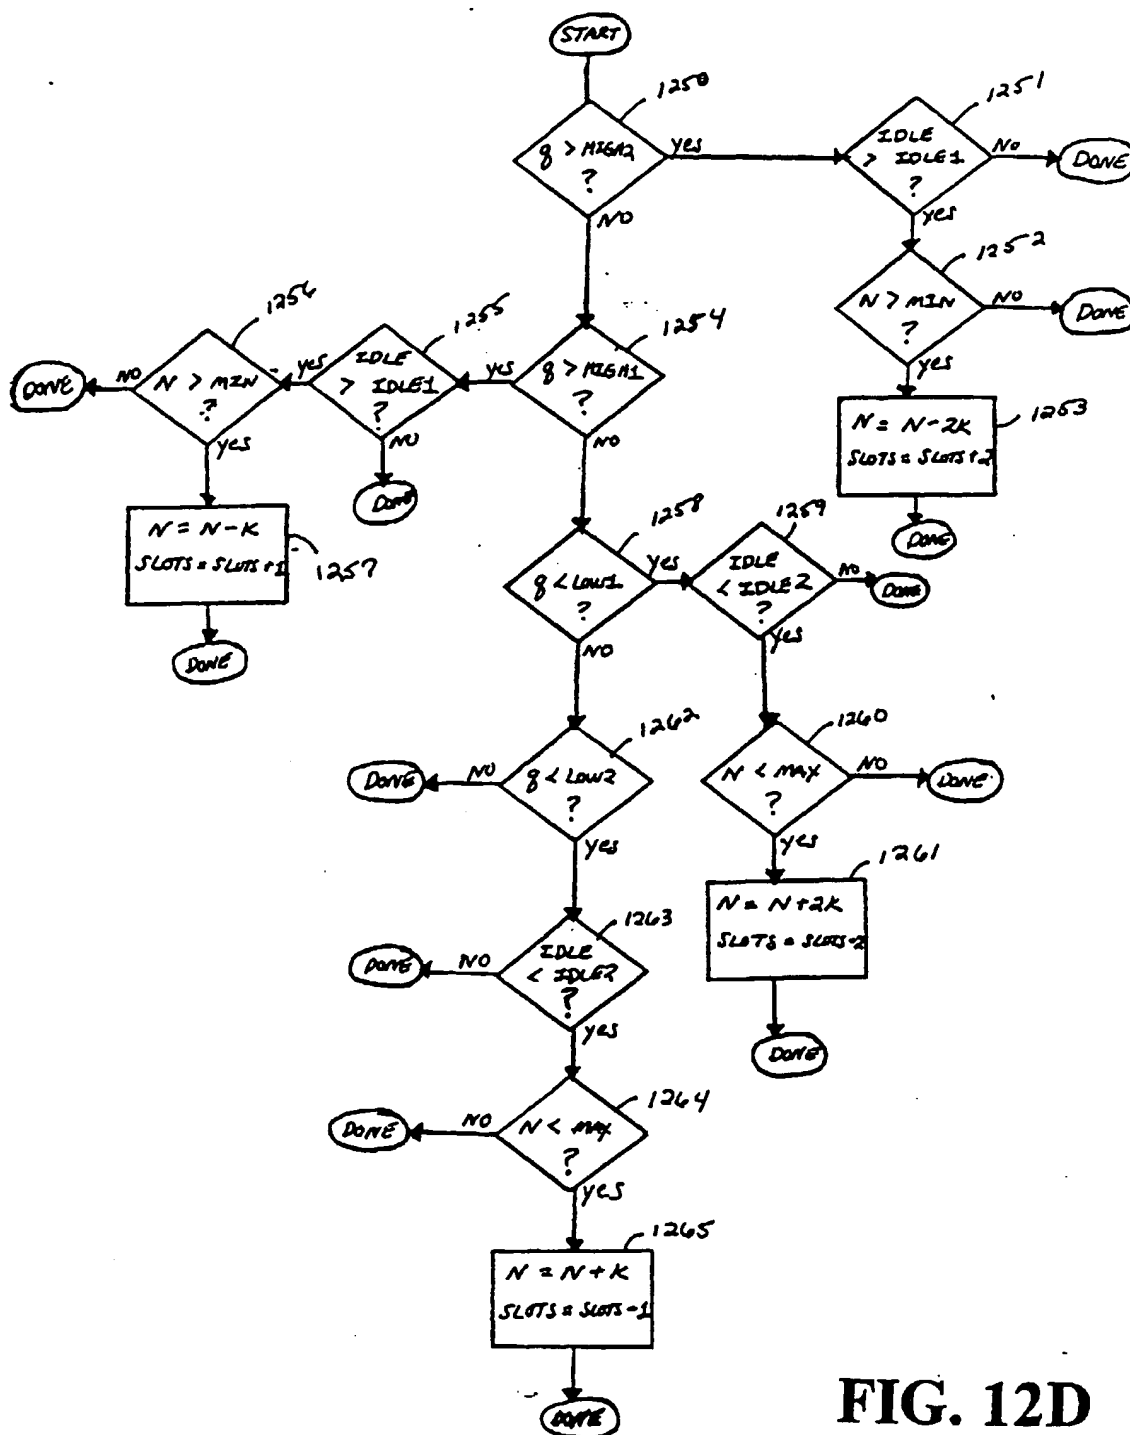 START
1250
q > HIGH2
?
yes
NO
1251
IDLE
> IDLE1
?
NO
DONE
yes
1252
N > MIN
?
NO
DONE
yes
1253
N = N-2K
SLOTS = SLOTS+2
DONE
1254
q > HIGH1
?
yes
NO
1255
IDLE
> IDLE1
?
yes
NO
DONE
1256
N > MIN
?
NO
DONE
yes
N = N-K
SLOTS = SLOTS+1
1257
DONE
1258
q < LOW1
?
yes
NO
1259
IDLE
< IDLE2
?
NO
DONE
yes
1260
N < MAX
?
NO
DONE
yes
1261
N = N+2K
SLOTS = SLOTS-2
DONE
1262
q < LOW2
?
NO
DONE
yes
1263
IDLE
< IDLE2
?
NO
DONE
yes
1264
N < MAX
?
NO
DONE
yes
1265
N = N+K
SLOTS = SLOTS-1
DONE
FIG. 12D